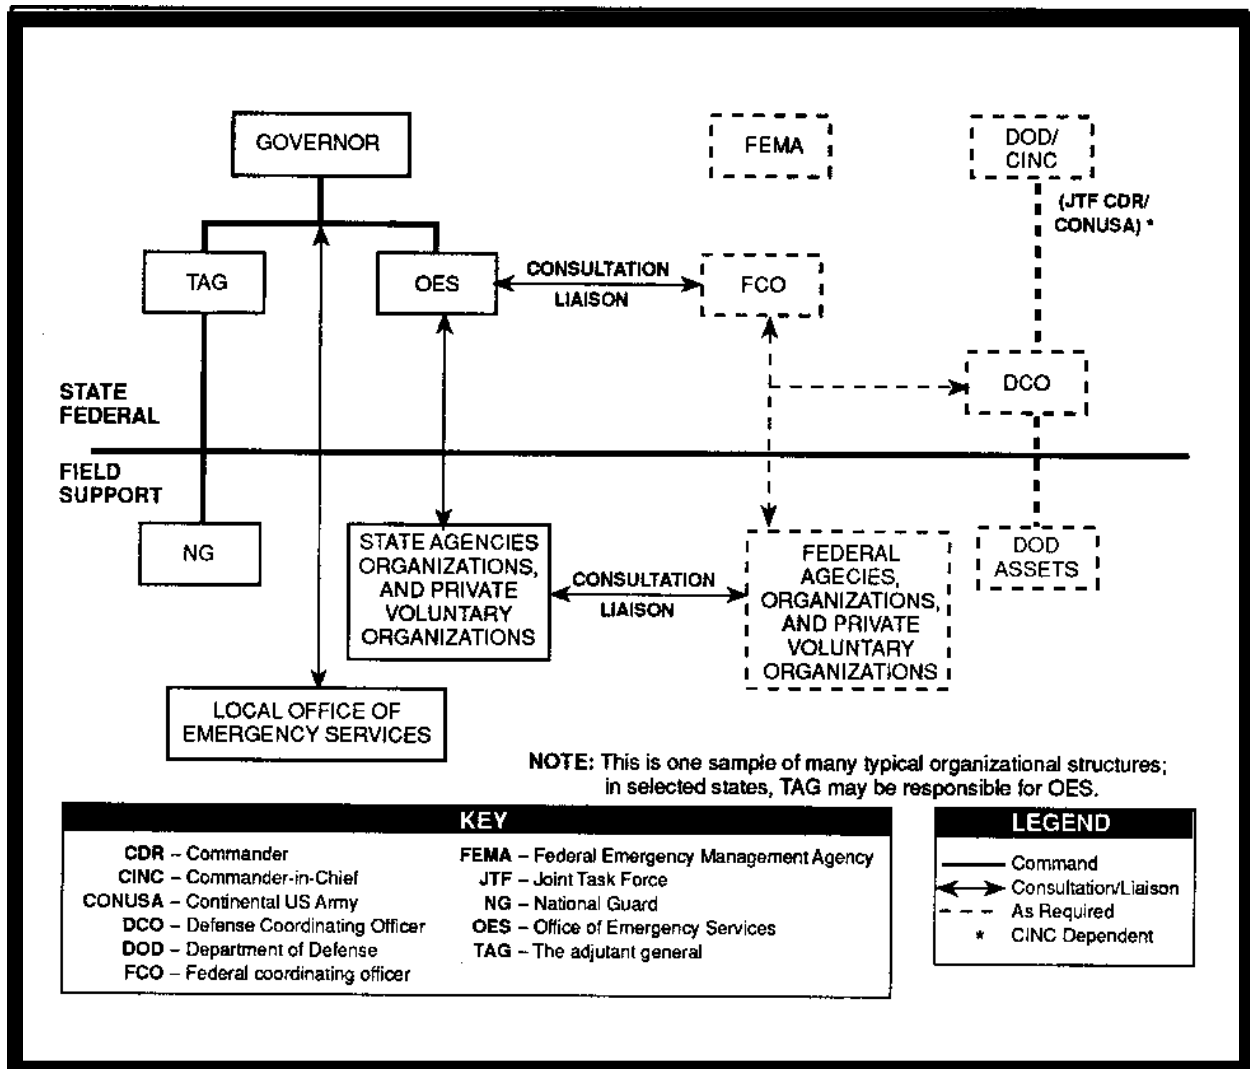 GOVERNOR
FEMA
DOD/
CINC
(JTF CDR/
CONUSA) *
TAG
OES
CONSULTATION
LIAISON
FCO
DCO
STATE
FEDERAL
FIELD
SUPPORT
NG
STATE AGENCIES
ORGANIZATIONS,
AND PRIVATE
VOLUNTARY
ORGANIZATIONS
CONSULTATION
LIAISON
FEDERAL
AGECIES,
ORGANIZATIONS,
AND PRIVATE
VOLUNTARY
ORGANIZATIONS
DOD
ASSETS
LOCAL OFFICE OF
EMERGENCY SERVICES
NOTE: This is one sample of many typical organizational structures;
in selected states, TAG may be responsible for OES.
KEY
CDR – Commander
CINC – Commander-in-Chief
CONUSA – Continental US Army
DCO – Defense Coordinating Officer
DOD – Department of Defense
FCO – Federal coordinating officer
FEMA – Federal Emergency Management Agency
JTF – Joint Task Force
NG – National Guard
OES – Office of Emergency Services
TAG – The adjutant general
LEGEND
Command
Consultation/Liaison
As Required
* CINC Dependent